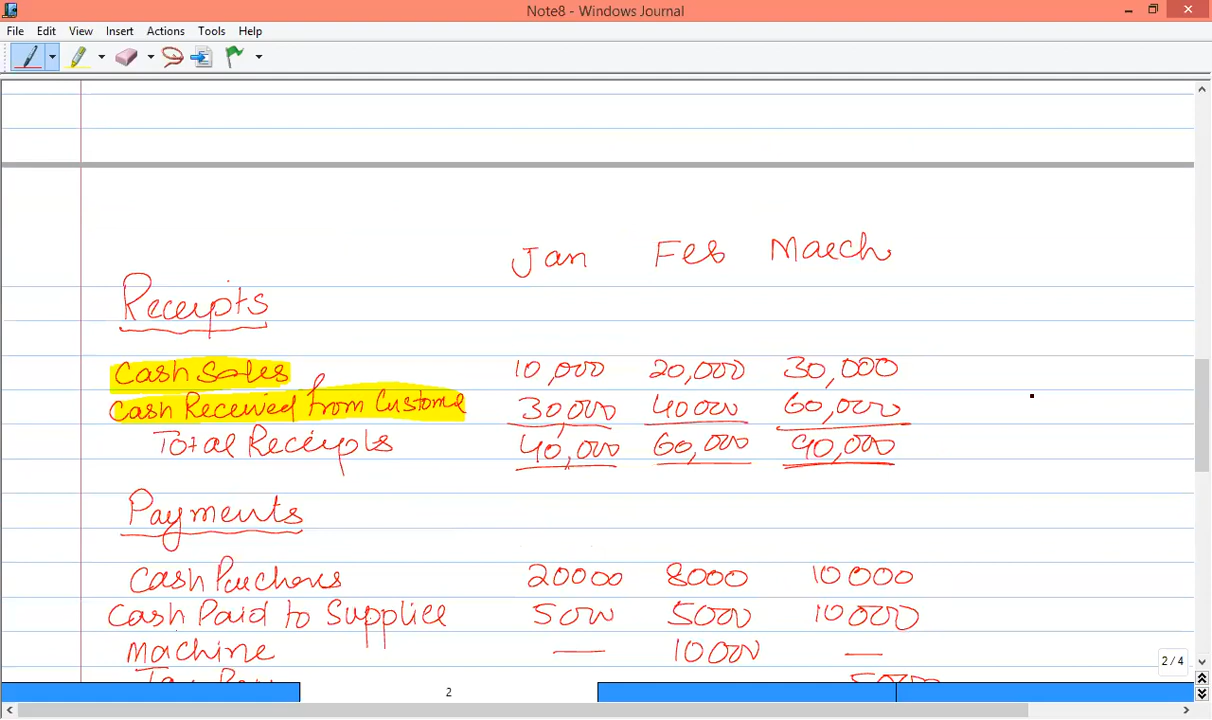 Note8 - Windows Journal
File Edit View Insert Actions Tools Help
Jan Feb March
Receipts
Cash Sales 10,000 20,000 30,000
Cash Received from Custome 30,000 40000 60,000
Total Receipts 40,000 60,000 90,000
Payments
Cash Purchases 20000 8000 10000
Cash Paid to Supplier 5000 5000 10000
Machine — 10000 —
2 / 4
2